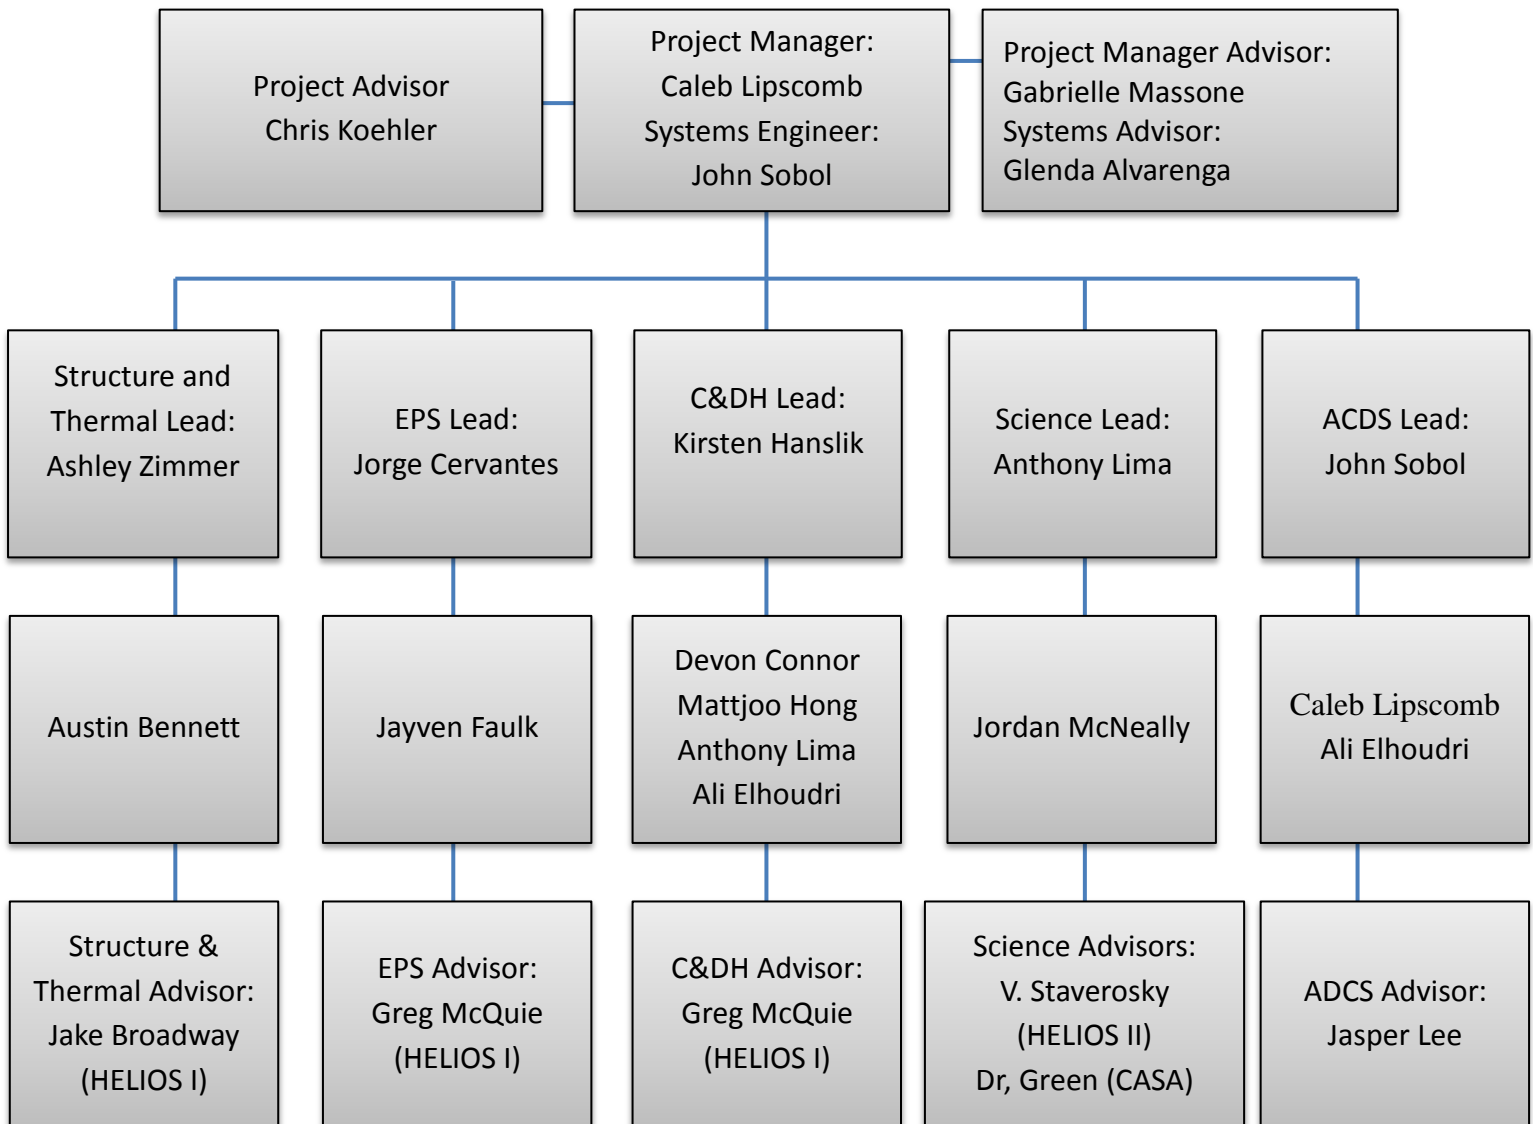 Project Advisor
Chris Koehler
Project Manager:
Caleb Lipscomb
Systems Engineer:
John Sobol
Project Manager Advisor:
Gabrielle Massone
Systems Advisor:
Glenda Alvarenga
Structure and
Thermal Lead:
Ashley Zimmer
EPS Lead:
Jorge Cervantes
C&DH Lead:
Kirsten Hanslik
Science Lead:
Anthony Lima
ACDS Lead:
John Sobol
Austin Bennett
Jayven Faulk
Devon Connor
Mattjoo Hong
Anthony Lima
Ali Elhoudri
Jordan McNeally
Caleb Lipscomb
Ali Elhoudri
Structure &
Thermal Advisor:
Jake Broadway
(HELIOS I)
EPS Advisor:
Greg McQuie
(HELIOS I)
C&DH Advisor:
Greg McQuie
(HELIOS I)
Science Advisors:
V. Staverosky
(HELIOS II)
Dr, Green (CASA)
ADCS Advisor:
Jasper Lee